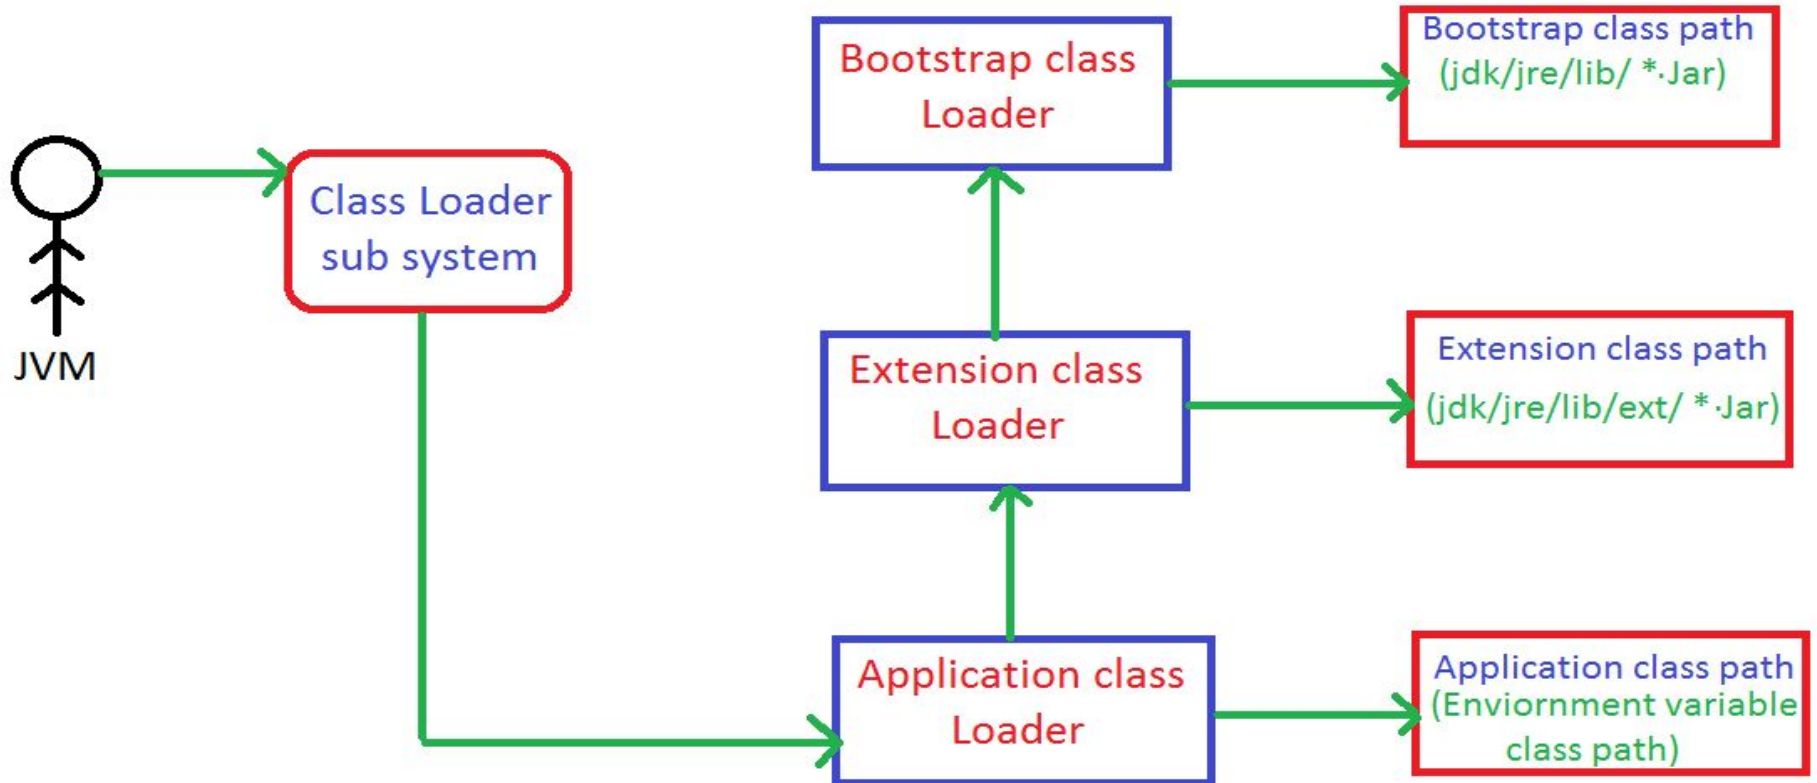 JVM
Class Loader
sub system
Bootstrap class
Loader
Bootstrap class path
(jdk/jre/lib/ *·Jar)
Extension class
Loader
Extension class path
(jdk/jre/lib/ext/ *·Jar)
Application class
Loader
Application class path
(Enviornment variable
class path)